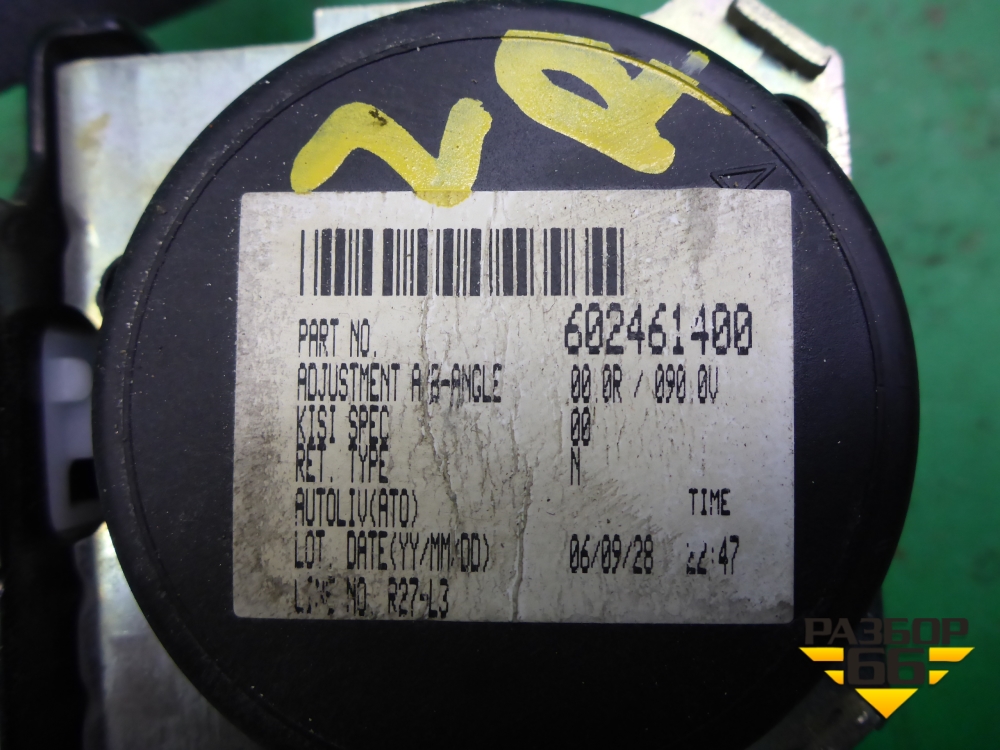 PART NO. 602461400
ADJUSTMENT A/B-ANGLE 00.0R / 090.0V
KISI SPEC 00
RET. TYPE N
AUTOLIV(ATO) TIME
LOT. DATE(YY/MM/DD) 06/09/28 22:47
LINE NO. R27-L3
РАЗБОР
66